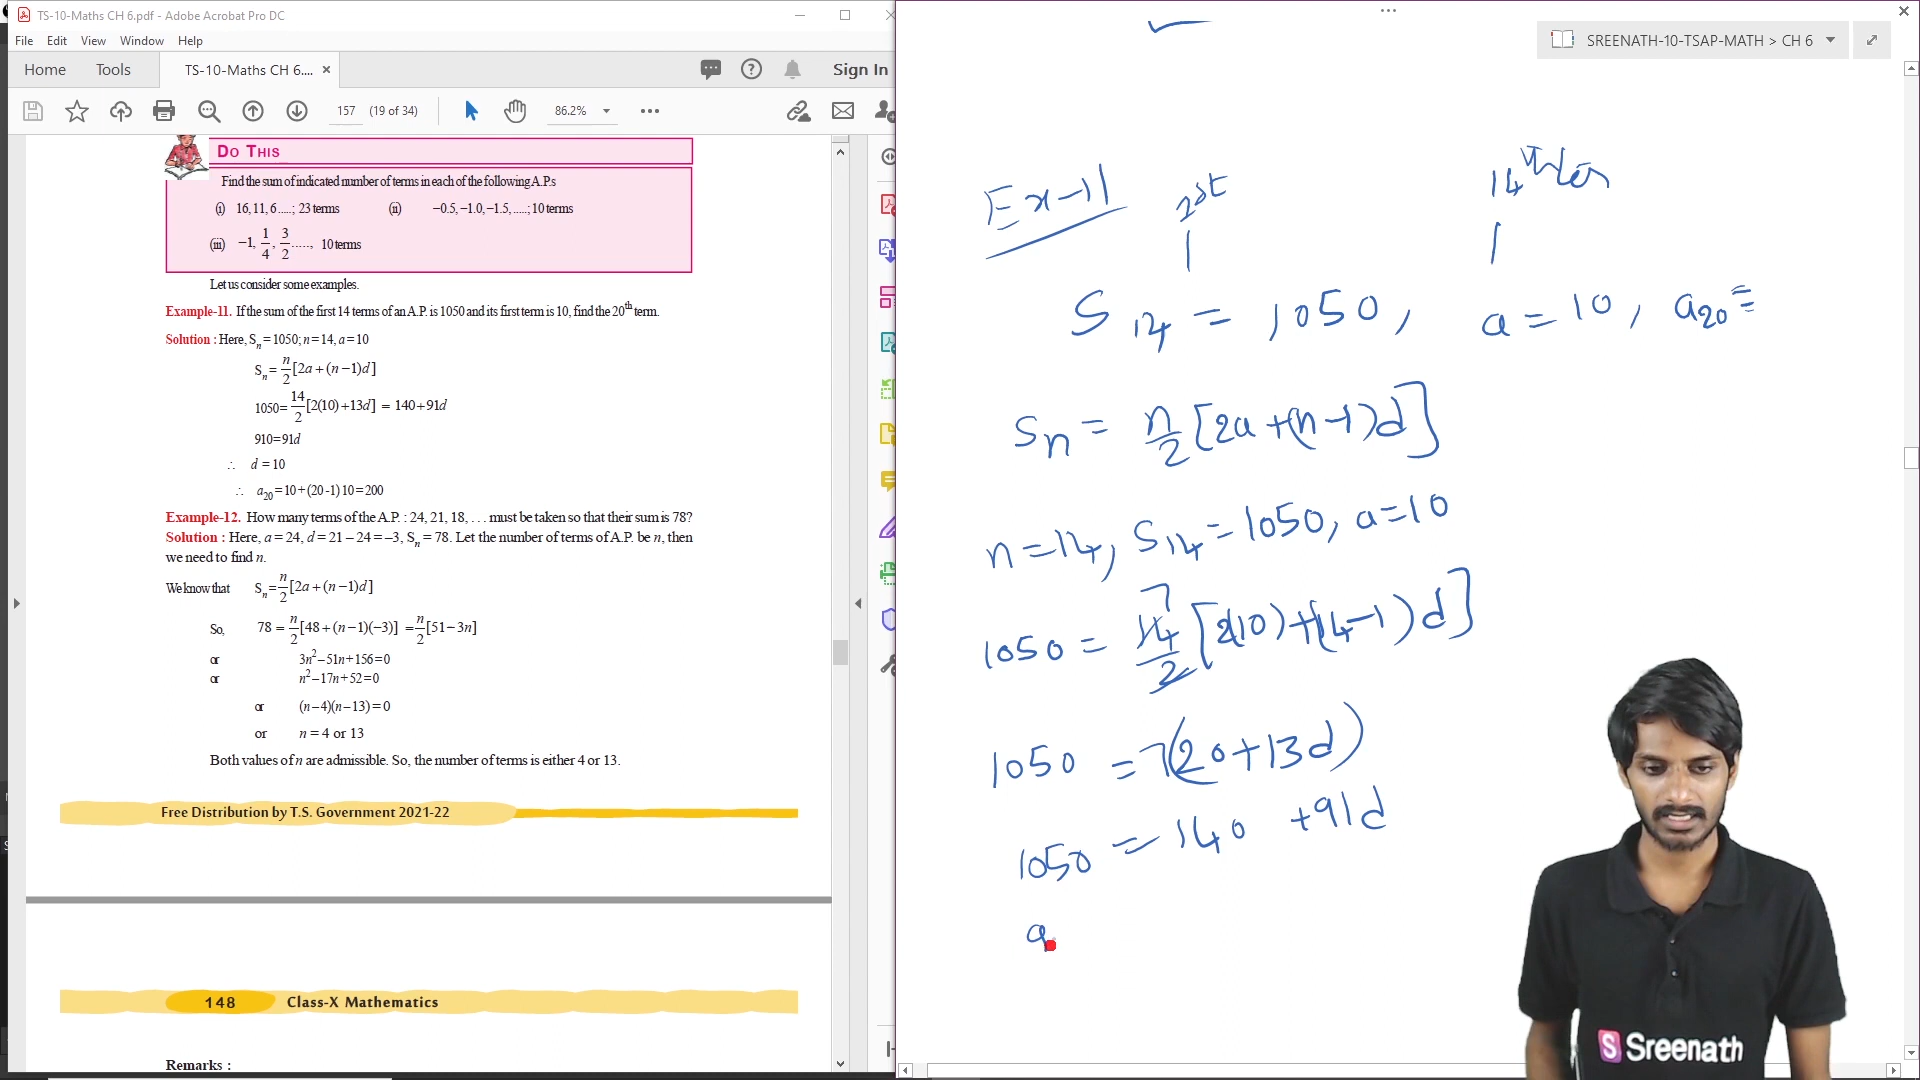 TS-10-Maths CH 6.pdf - Adobe Acrobat Pro DC
File Edit View Window Help
Home Tools TS-10-Maths CH 6.... × Sign In
157 (19 of 34) 86.2%
DO THIS
Find the sum of indicated number of terms in each of the following A.P.s
(i) 16, 11, 6 .....; 23 terms (ii) −0.5, −1.0, −1.5, .....; 10 terms
(iii) −1, 1/4, 3/2 ....., 10 terms
Let us consider some examples.
Example-11. If the sum of the first 14 terms of an A.P. is 1050 and its first term is 10, find the 20th term.
Solution : Here, Sn = 1050; n = 14, a = 10
Sn = n/2 [2a + (n − 1)d]
1050 = 14/2 [2(10) + 13d] = 140 + 91d
910 = 91d
∴ d = 10
∴ a20 = 10 + (20 - 1) 10 = 200
Example-12. How many terms of the A.P. : 24, 21, 18, . . . must be taken so that their sum is 78?
Solution : Here, a = 24, d = 21 – 24 = –3, Sn = 78. Let the number of terms of A.P. be n, then
we need to find n.
We know that Sn = n/2 [2a + (n − 1)d]
So, 78 = n/2 [48 + (n − 1)(−3)] = n/2 [51 − 3n]
or 3n² – 51n + 156 = 0
or n² – 17n + 52 = 0
or (n – 4)(n – 13) = 0
or n = 4 or 13
Both values of n are admissible. So, the number of terms is either 4 or 13.
Free Distribution by T.S. Government 2021-22
148 Class-X Mathematics
Remarks :
SREENATH-10-TSAP-MATH > CH 6
Ex-11
1st
14th
S14 = 1050, a = 10, a20 =
Sn = n/2 [2a + (n-1)d]
n = 14, S14 = 1050, a = 10
7
1050 = 14/2 [2(10) + (14-1)d]
1050 = 7(20 + 13d)
1050 = 140 + 91d
9
Sreenath